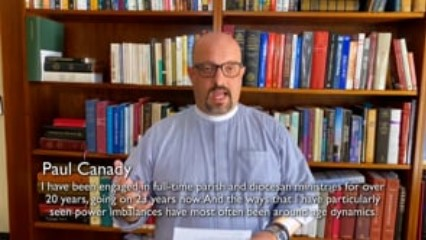 Paul Canady
I have been engaged in full-time parish and diocesan ministries for over
20 years, going on 23 years now. And the ways that I have particularly
seen power imbalances have most often been around age dynamics.